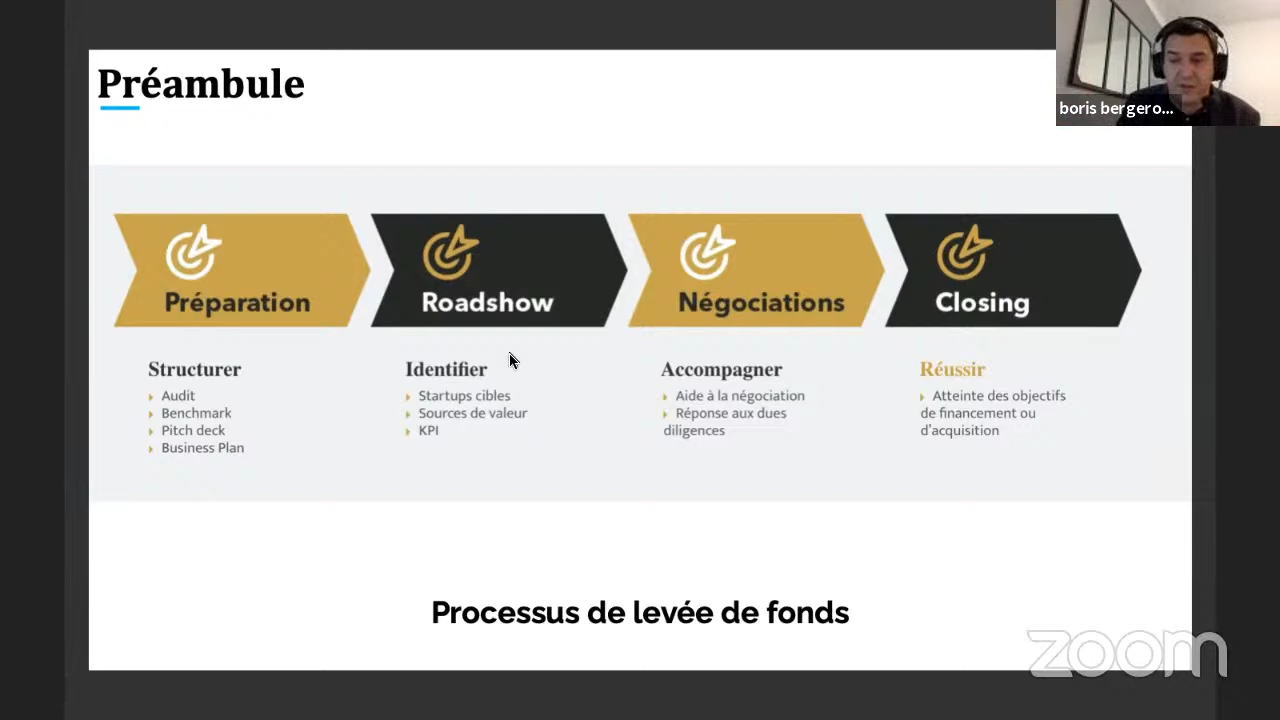 Préambule
boris bergero...
Préparation
Roadshow
Négociations
Closing
Structurer
Audit
Benchmark
Pitch deck
Business Plan
Identifier
Startups cibles
Sources de valeur
KPI
Accompagner
Aide à la négociation
Réponse aux dues
diligences
Réussir
Atteinte des objectifs
de financement ou
d'acquisition
Processus de levée de fonds
zoom